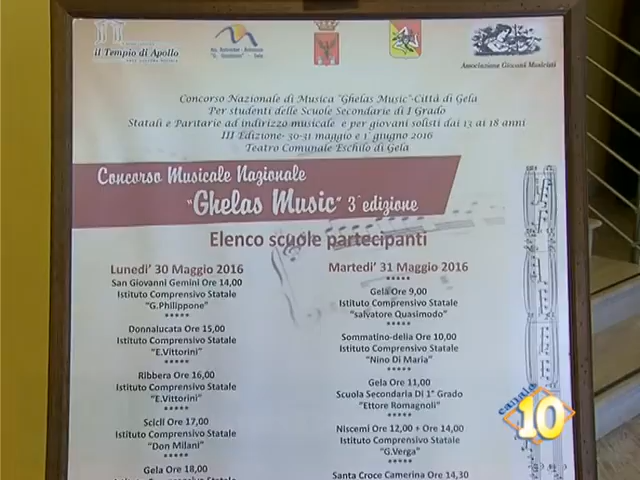 il Tempio di Apollo
Associazione Giovani Musicisti
Concorso Nazionale di Musica "Ghelas Music"-Città di Gela
Per studenti delle Scuole Secondarie di I Grado
Statali e Paritarie ad indirizzo musicale e per giovani solisti dai 13 ai 18 anni
III Edizione- 30-31 maggio e 1° giugno 2016
Teatro Comunale Eschilo di Gela
Concorso Musicale Nazionale
"Ghelas Music" 3^ edizione
Elenco scuole partecipanti
Lunedi' 30 Maggio 2016
San Giovanni Gemini Ore 14,00
Istituto Comprensivo Statale
"G.Philippone"
*****
Donnalucata Ore 15,00
Istituto Comprensivo Statale
"E.Vittorini"
*****
Ribbera Ore 16,00
Istituto Comprensivo Statale
"E.Vittorini"
*****
Scicli Ore 17,00
Istituto Comprensivo Statale
"Don Milani"
*****
Gela Ore 18,00
Martedi' 31 Maggio 2016
*****
Gela Ore 9,00
Istituto Comprensivo Statale
"salvatore Quasimodo"
*****
Sommatino-delia Ore 10,00
Istituto Comprensivo Statale
"Nino Di Maria"
*****
Gela Ore 11,00
Scuola Secondaria Di 1° Grado
"Ettore Romagnoli"
*****
Niscemi Ore 12,00 + Ore 14,00
Istituto Comprensivo Statale
"G.Verga"
*****
Santa Croce Camerina Ore 14,30
canale
10